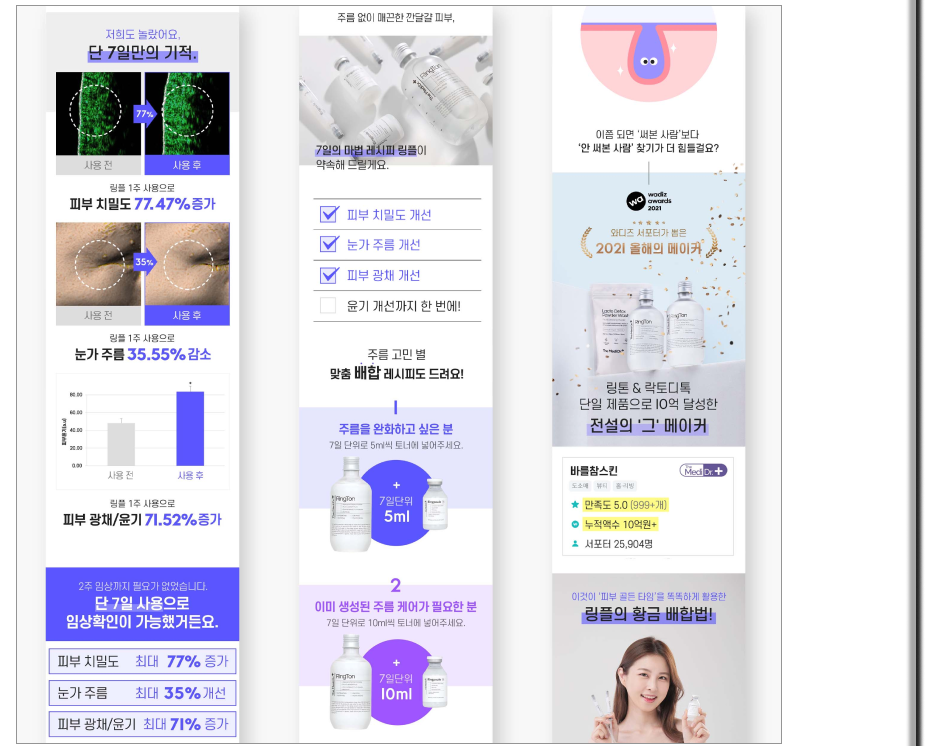 저희도 놀랐어요,
단 7일만의 기적.
77%
사용 전
사용 후
링플 1주 사용으로
피부 치밀도 77.47% 증가
35%
사용 전
사용 후
링플 1주 사용으로
눈가 주름 35.55% 감소
80.00
60.00
40.00
20.00
0.00
사용 전
사용 후
링플 1주 사용으로
피부 광채/윤기 71.52% 증가
2주 임상까지 필요가 없었습니다.
단 7일 사용으로
임상확인이 가능했거든요.
피부 치밀도 최대 77% 증가
눈가 주름 최대 35% 개선
피부 광채/윤기 최대 71% 증가
주름 없이 매끈한 깐달걀 피부,
RingTon
7일의 마법 레시피 링플이
약속해 드릴게요.
피부 치밀도 개선
눈가 주름 개선
피부 광채 개선
윤기 개선까지 한 번에!
주름 고민 별
맞춤 배합 레시피도 드려요!
1
주름을 완화하고 싶은 분
7일 단위로 5ml씩 토너에 넣어주세요.
RingTon
+
7일단위
5ml
2
이미 생성된 주름 케어가 필요한 분
7일 단위로 10ml씩 토너에 넣어주세요.
RingTon
+
7일단위
10ml
이쯤 되면 '써본 사람'보다
'안 써본 사람' 찾기가 더 힘들걸요?
wa
wadiz
awards
2021
와디즈 서포터가 뽑은
2021 올해의 메이커
Lacto Detox
Powder Wash
RingTon
RingTon
The MediDr.
링톤 & 락토디톡
단일 제품으로 10억 달성한
전설의 '그' 메이커
바를참스킨
The
Medi Dr. +
도소매 뷰티 홈·리빙
만족도 5.0 (999+개)
누적액수 10억원+
서포터 25,904명
이것이 '피부 골든 타임'을 똑똑하게 활용한
링플의 황금 배합법!